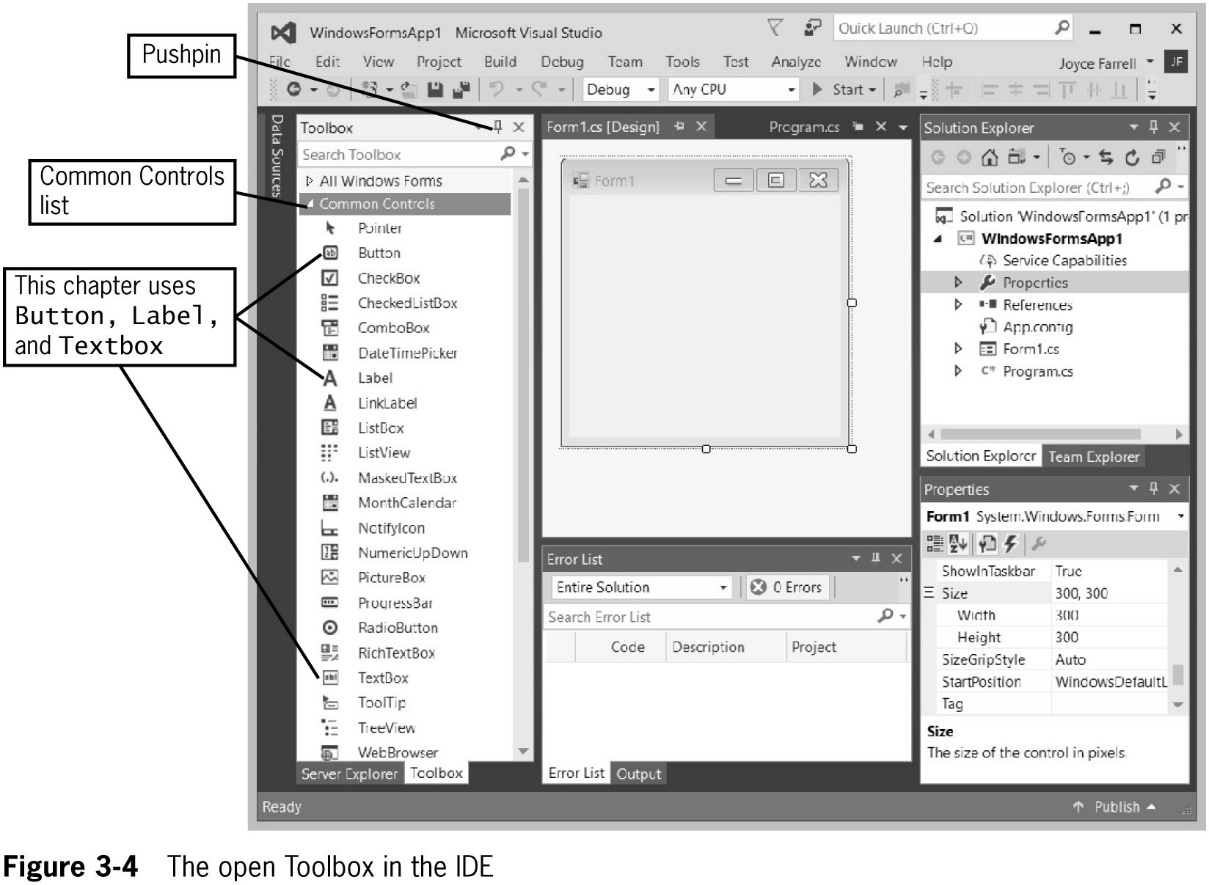 Pushpin
Common Controls
list
This chapter uses
Button, Label,
and Textbox
WindowsFormsApp1 Microsoft Visual Studio
Quick Launch (Ctrl+Q)
File Edit View Project Build Debug Team Tools Test Analyze Window Help
Joyce Farrell JF
Debug Any CPU Start
Data Sources
Toolbox
Search Toolbox
All Windows Forms
Common Controls
Pointer
Button
CheckBox
CheckedListBox
ComboBox
DateTimePicker
Label
LinkLabel
ListBox
ListView
MaskedTextBox
MonthCalendar
NotifyIcon
NumericUpDown
PictureBox
ProgressBar
RadioButton
RichTextBox
TextBox
ToolTip
TreeView
WebBrowser
Server Explorer Toolbox
Form1.cs [Design] Program.cs
Form1
Error List
Entire Solution 0 Errors
Search Error List
Code Description Project
Error List Output
Solution Explorer
Search Solution Explorer (Ctrl+;)
Solution 'WindowsFormsApp1' (1 pr
WindowsFormsApp1
Service Capabilities
Properties
References
App.config
Form1.cs
C# Program.cs
Solution Explorer Team Explorer
Properties
Form1 System.Windows.Forms.Form
ShowInTaskbar True
Size 300, 300
Width 300
Height 300
SizeGripStyle Auto
StartPosition WindowsDefaultL
Tag
Size
The size of the control in pixels.
Ready
Publish
Figure 3-4 The open Toolbox in the IDE